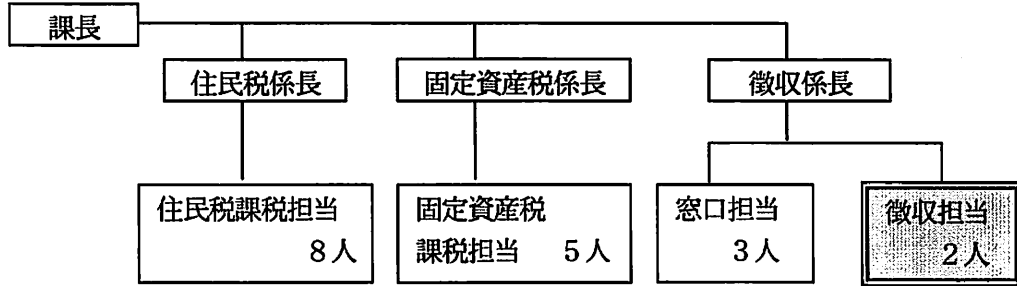 課長
住民税係長
固定資産税係長
徴収係長
住民税課税担当
8人
固定資産税
課税担当 5人
窓口担当
3人
徴収担当
2人